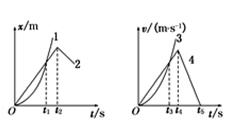 x/m
1
2
O
t₁ t₂
t/s
v/(m·s⁻¹)
3
4
O
t₃ t₄
t₅
t/s